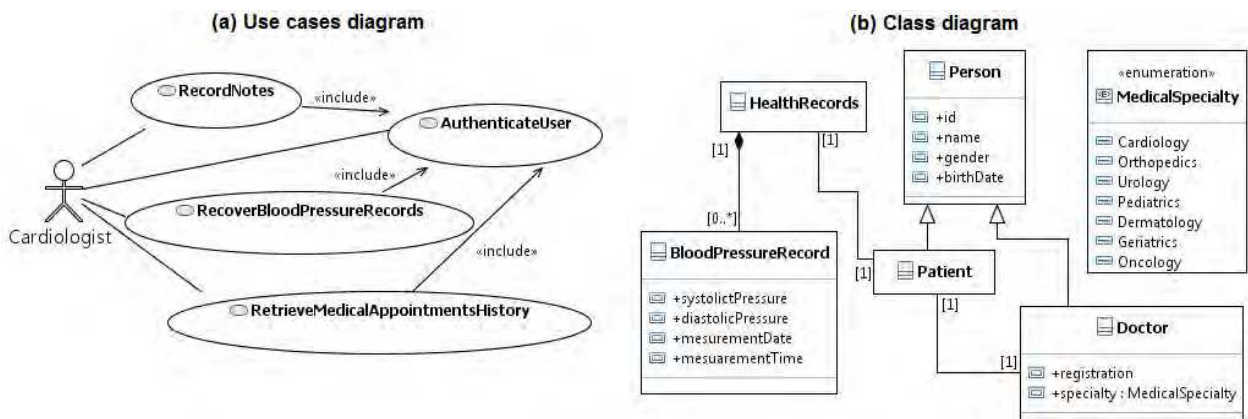 (a) Use cases diagram
RecordNotes
«include»
AuthenticateUser
«include»
RecoverBloodPressureRecords
Cardiologist
«include»
RetrieveMedicalAppointmentsHistory
(b) Class diagram
HealthRecords
[1]
[1]
[0..*]
BloodPressureRecord
+systolictPressure
+diastolicPressure
+mesurementDate
+mesuarementTime
Person
+id
+name
+gender
+birthDate
[1]
Patient
[1]
[1]
Doctor
+registration
+specialty : MedicalSpecialty
«enumeration»
MedicalSpecialty
Cardiology
Orthopedics
Urology
Pediatrics
Dermatology
Geriatrics
Oncology